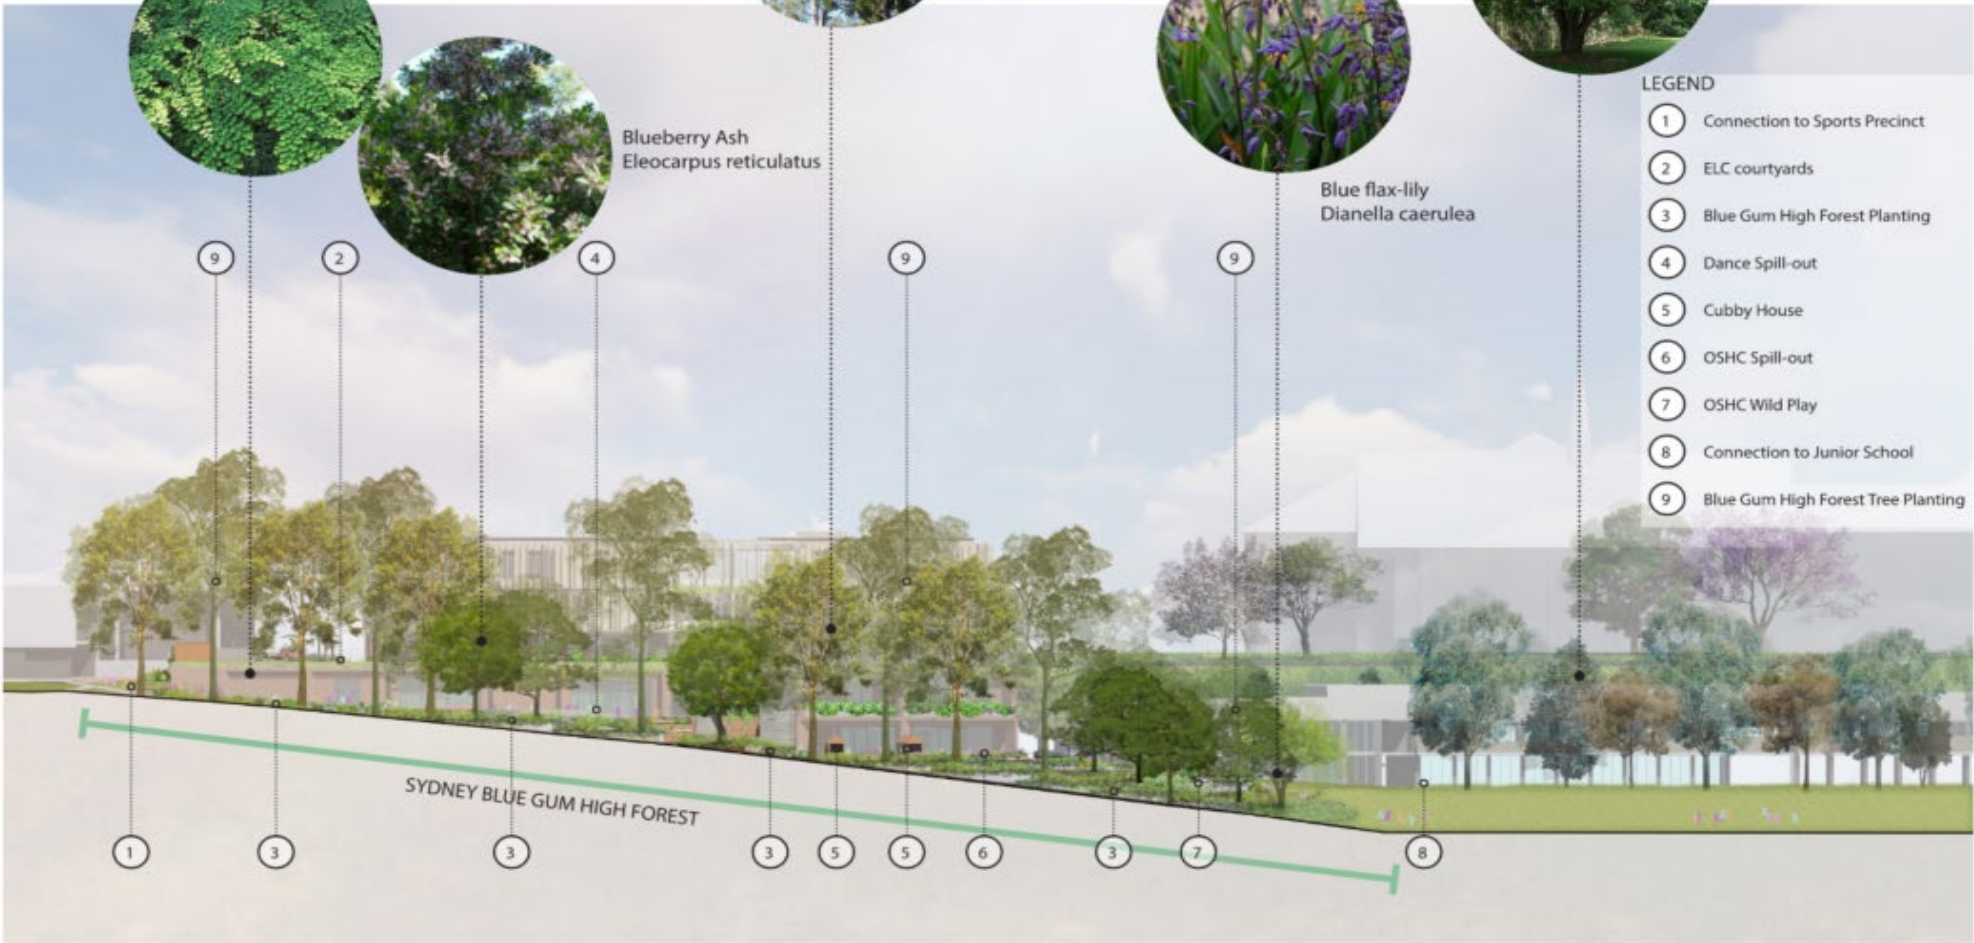 Blueberry Ash
Eleocarpus reticulatus
Blue flax-lily
Dianella caerulea
LEGEND
1 Connection to Sports Precinct
2 ELC courtyards
3 Blue Gum High Forest Planting
4 Dance Spill-out
5 Cubby House
6 OSHC Spill-out
7 OSHC Wild Play
8 Connection to Junior School
9 Blue Gum High Forest Tree Planting
9 2 4 9 9
SYDNEY BLUE GUM HIGH FOREST
1 3 3 3 5 5 6 3 7 8